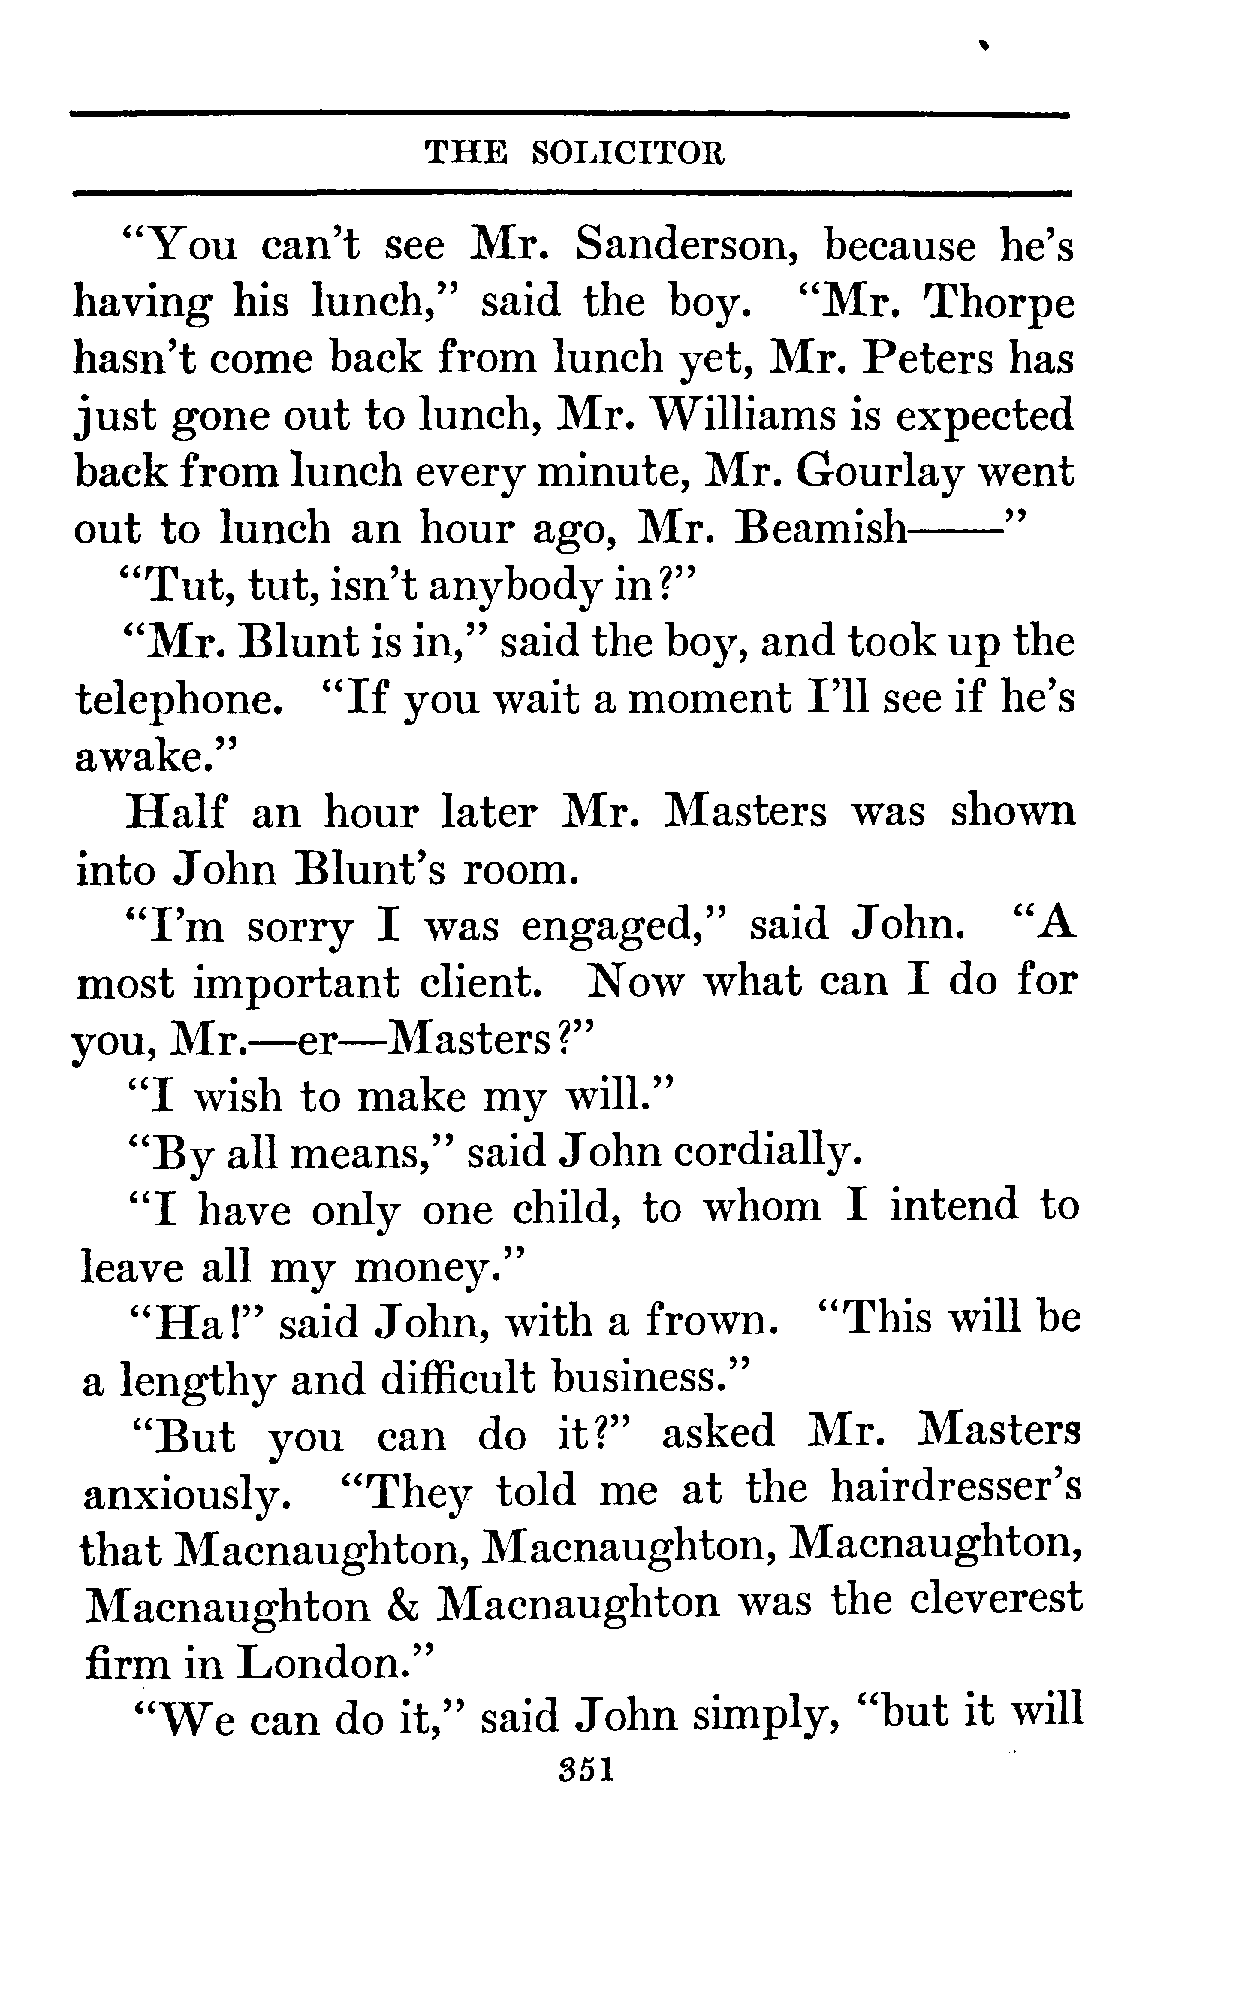 THE SOLICITOR
“You can't see Mr. Sanderson, because he's
having his lunch,” said the boy. “Mr. Thorpe
hasn't come back from lunch yet, Mr. Peters has
just gone out to lunch, Mr. Williams is expected
back from lunch every minute, Mr. Gourlay went
out to lunch an hour ago, Mr. Beamish——”
“Tut, tut, isn't anybody in?”
“Mr. Blunt is in,” said the boy, and took up the
telephone. “If you wait a moment I'll see if he's
awake.”
Half an hour later Mr. Masters was shown
into John Blunt's room.
“I'm sorry I was engaged,” said John. “A
most important client. Now what can I do for
you, Mr.—er—Masters?”
“I wish to make my will.”
“By all means,” said John cordially.
“I have only one child, to whom I intend to
leave all my money.”
“Ha!” said John, with a frown. “This will be
a lengthy and difficult business.”
“But you can do it?” asked Mr. Masters
anxiously. “They told me at the hairdresser's
that Macnaughton, Macnaughton, Macnaughton,
Macnaughton & Macnaughton was the cleverest
firm in London.”
“We can do it,” said John simply, “but it will
351